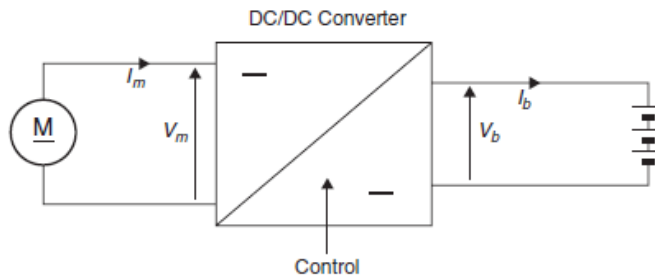 DC/DC Converter
I_m
I_b
M
V_m
V_b
Control